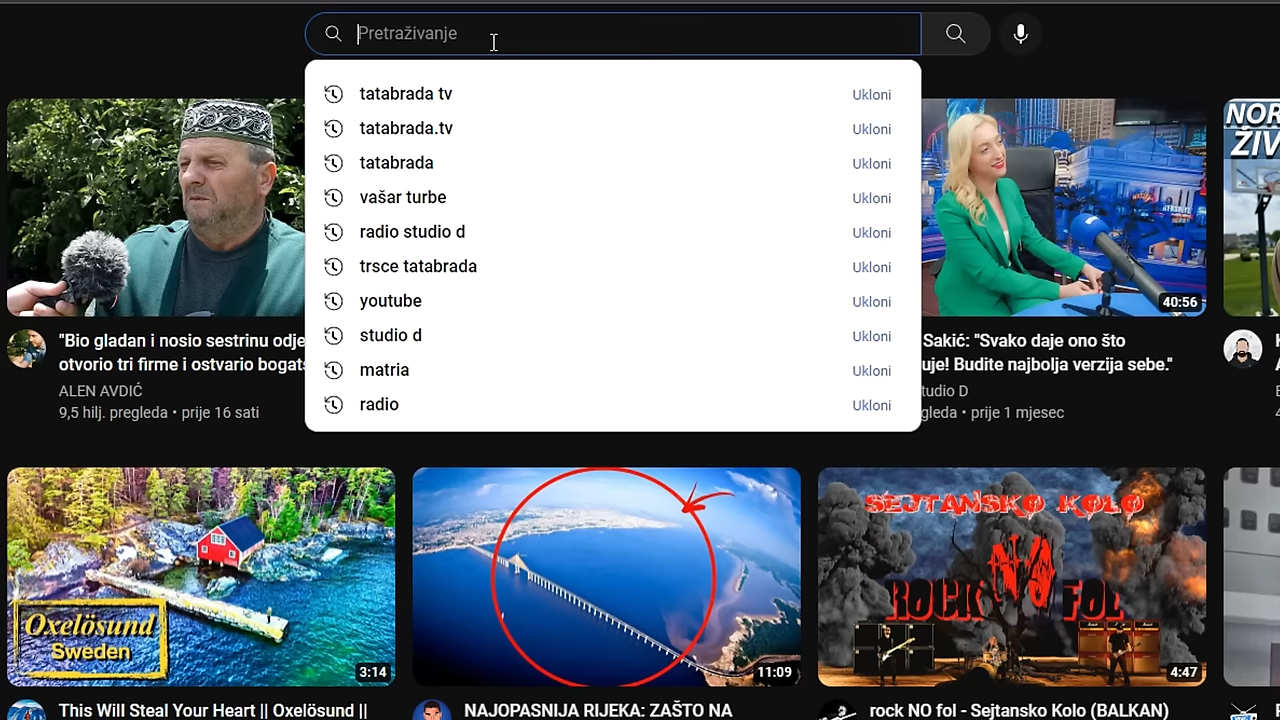 Pretraživanje
tatabrada tv Ukloni
tatabrada.tv Ukloni
tatabrada Ukloni
vašar turbe Ukloni
radio studio d Ukloni
trsce tatabrada Ukloni
youtube Ukloni
studio d Ukloni
matria Ukloni
radio Ukloni
"Bio gladan i nosio sestrinu odje
otvorio tri firme i ostvario bogats
ALEN AVDIĆ
9,5 hilj. pregleda • prije 16 sati
40:56
Sakić: "Svako daje ono što
uje! Budite najbolja verzija sebe."
tudio D
gleda • prije 1 mjesec
NOR
ŽIV
Oxelösund
Sweden
3:14
This Will Steal Your Heart || Oxelösund ||
11:09
NAJOPASNIJA RIJEKA: ZAŠTO NA
SEJTANSKO KOLO
ROCK NO FOL
4:47
rock NO fol - Sejtansko Kolo (BALKAN)